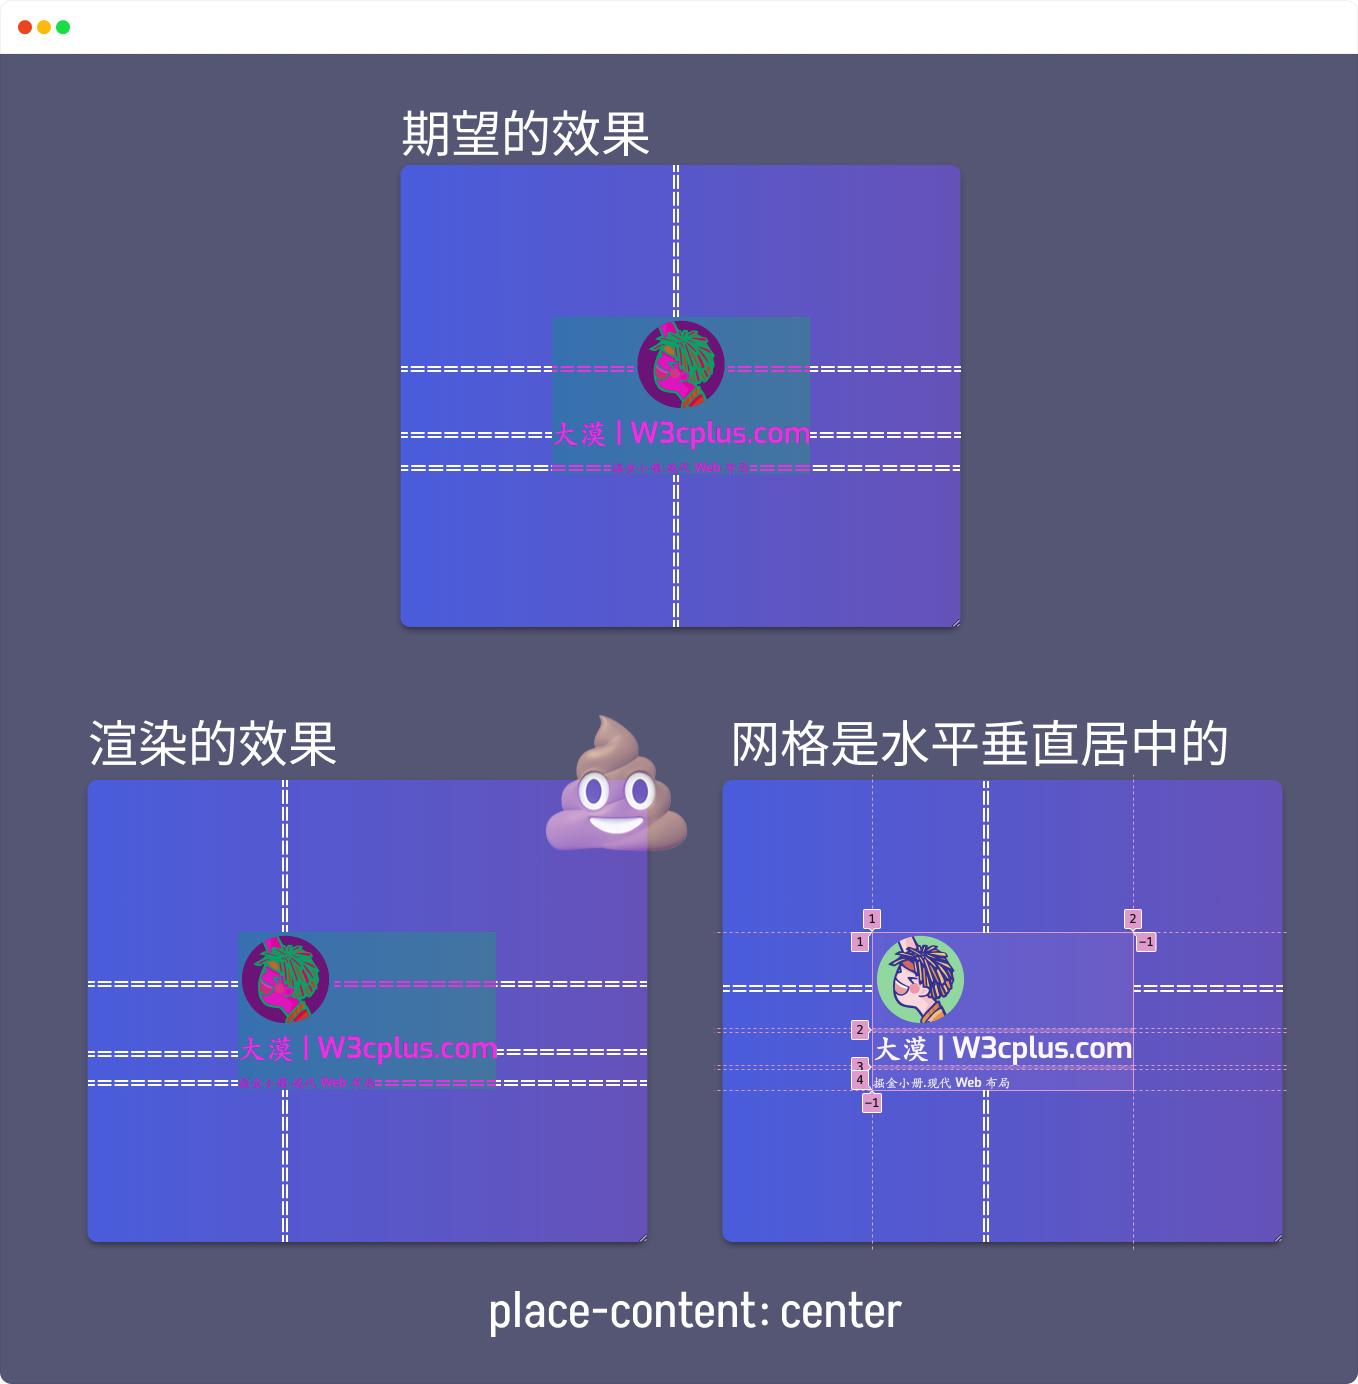 期望的效果
大漠 | W3cplus.com
掘金小册.现代 Web 布局
渲染的效果
网格是水平垂直居中的
大漠 | W3cplus.com
掘金小册.现代 Web 布局
1
2
1
-1
2
大漠 | W3cplus.com
3
4
掘金小册.现代 Web 布局
-1
place-content: center